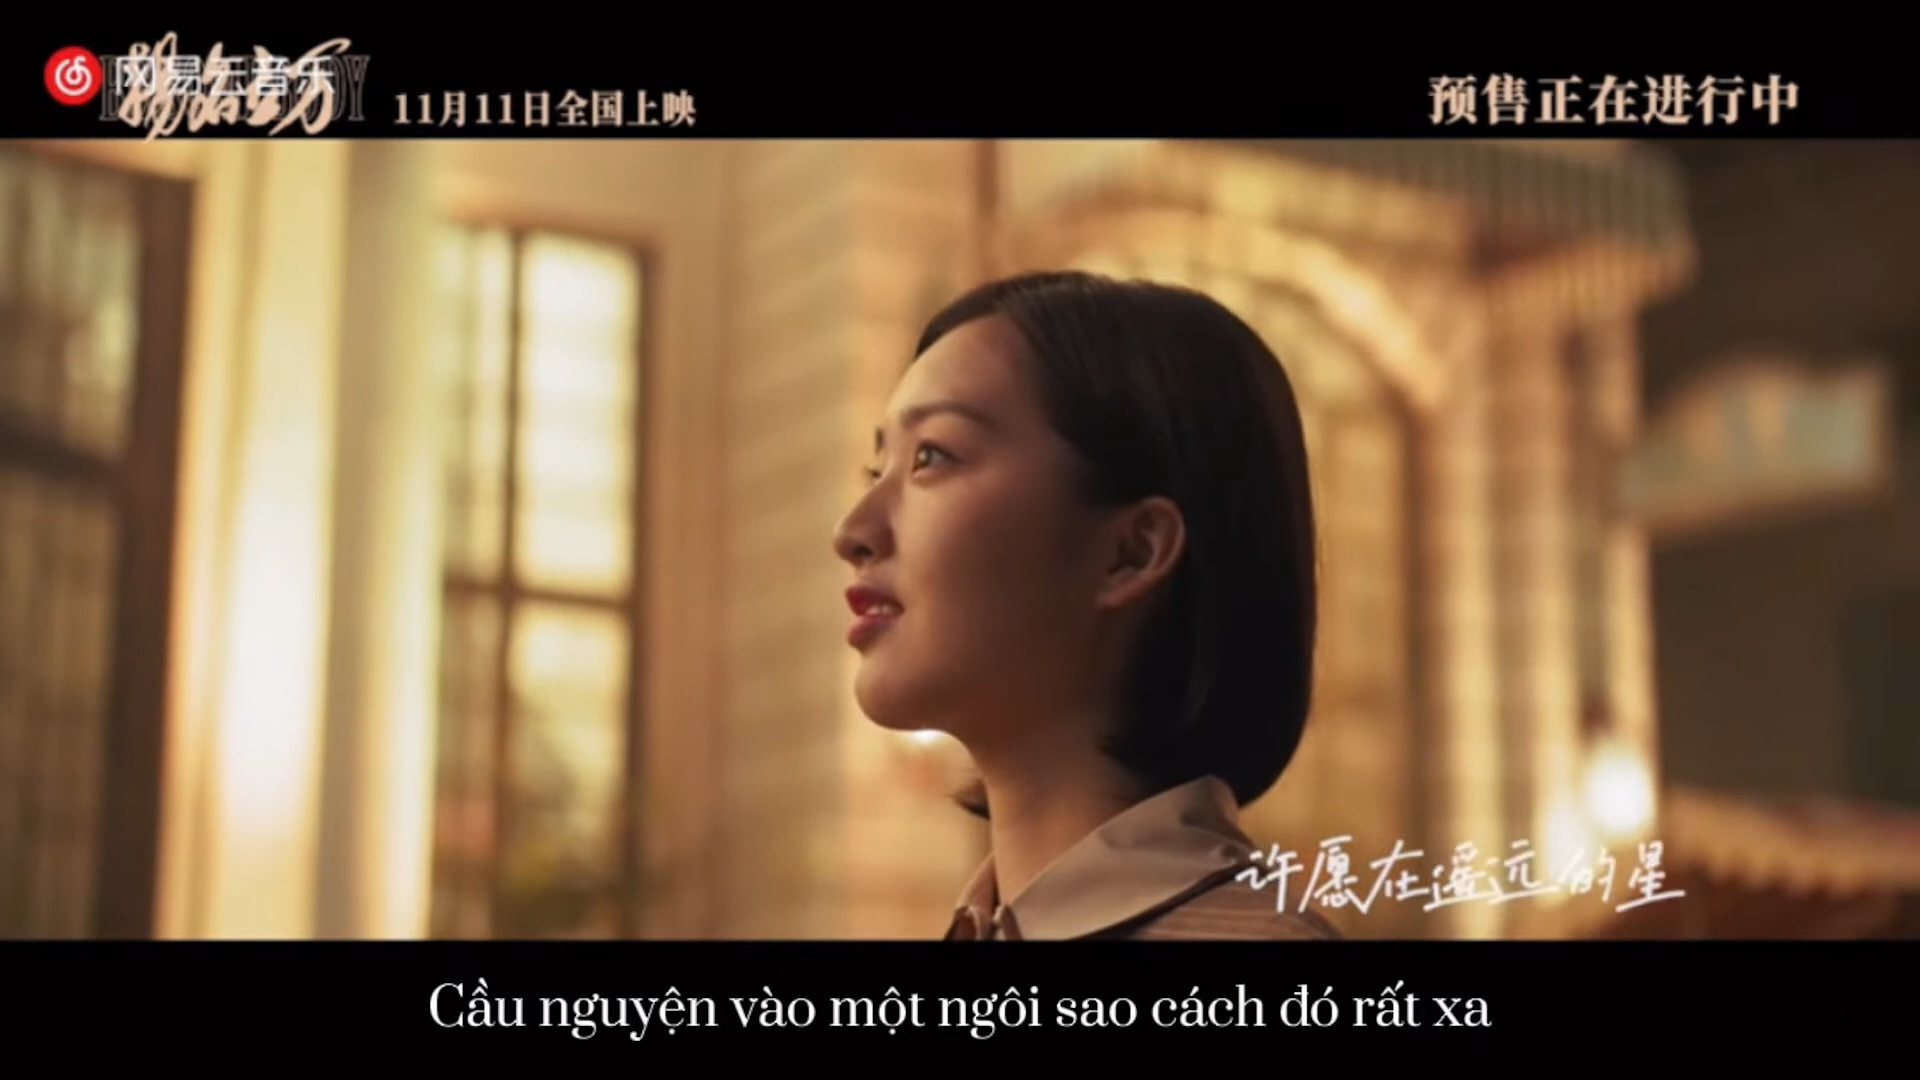 网易云音乐
11月11日全国上映
预售正在进行中
许愿在遥远的星
Cầu nguyện vào một ngôi sao cách đó rất xa